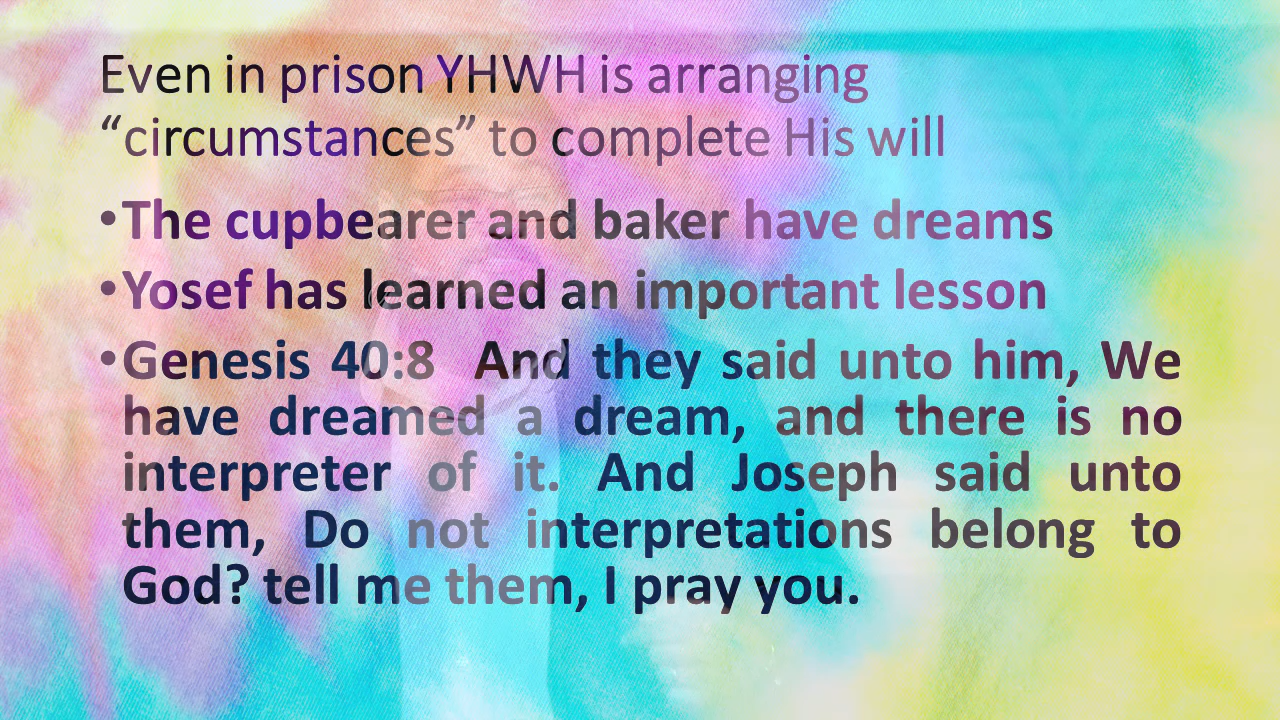 Even in prison YHWH is arranging
“circumstances” to complete His will
•The cupbearer and baker have dreams
•Yosef has learned an important lesson
•Genesis 40:8  And they said unto him, We
have dreamed a dream, and there is no
interpreter of it. And Joseph said unto
them, Do not interpretations belong to
God? tell me them, I pray you.